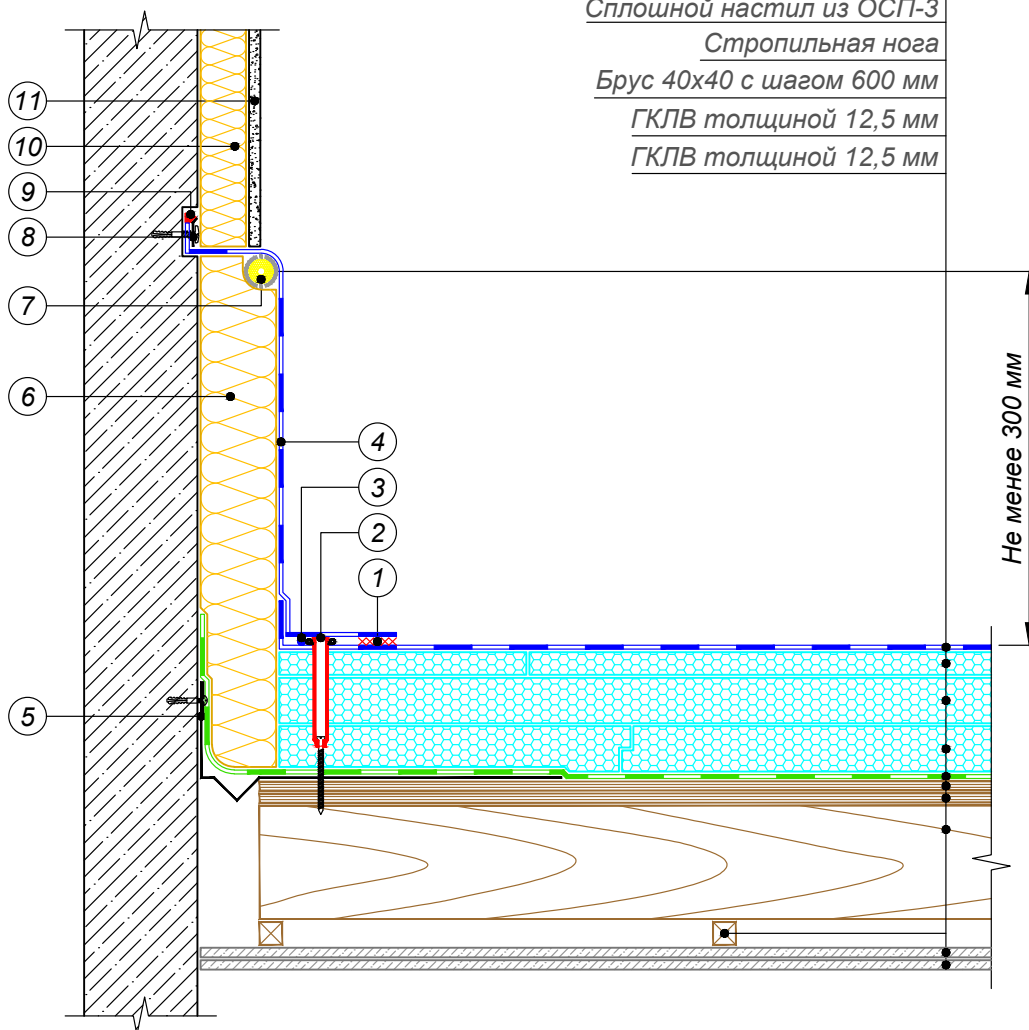 Сплошной настил из ОСП-3
Стропильная нога
Брус 40х40 с шагом 600 мм
ГКЛВ толщиной 12,5 мм
ГКЛВ толщиной 12,5 мм
11
10
9
8
7
6
4
3
2
1
5
Не менее 300 мм